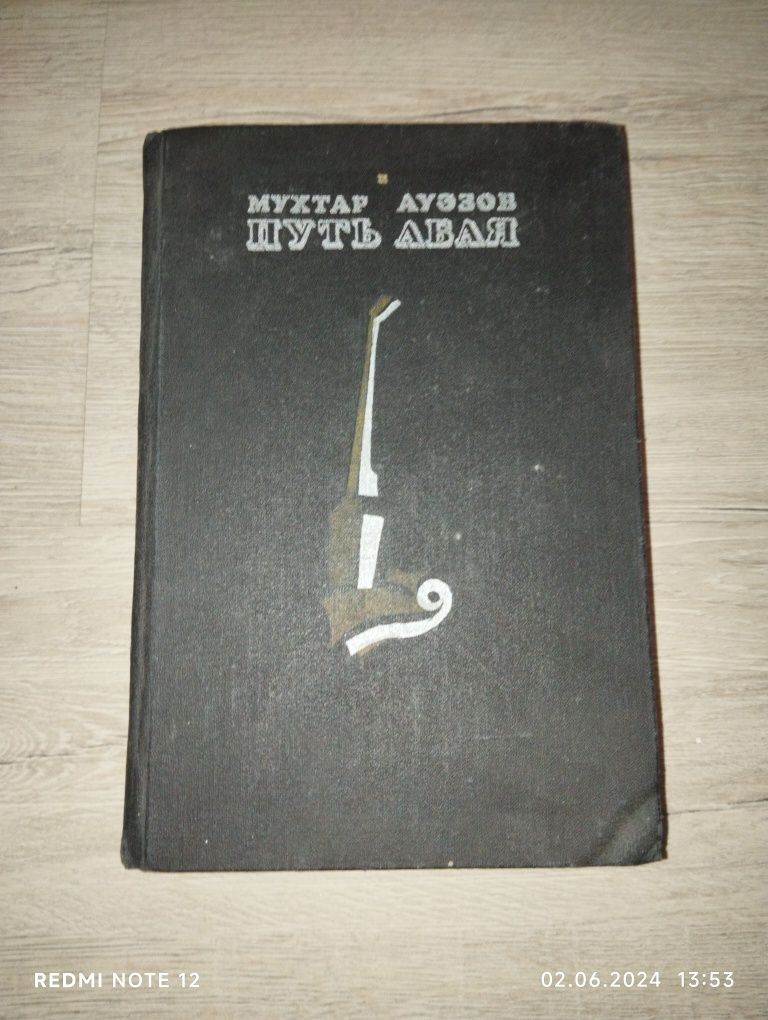 МУХТАР АУЭЗОВ
ПУТЬ АБАЯ
REDMI NOTE 12
02.06.2024 13:53